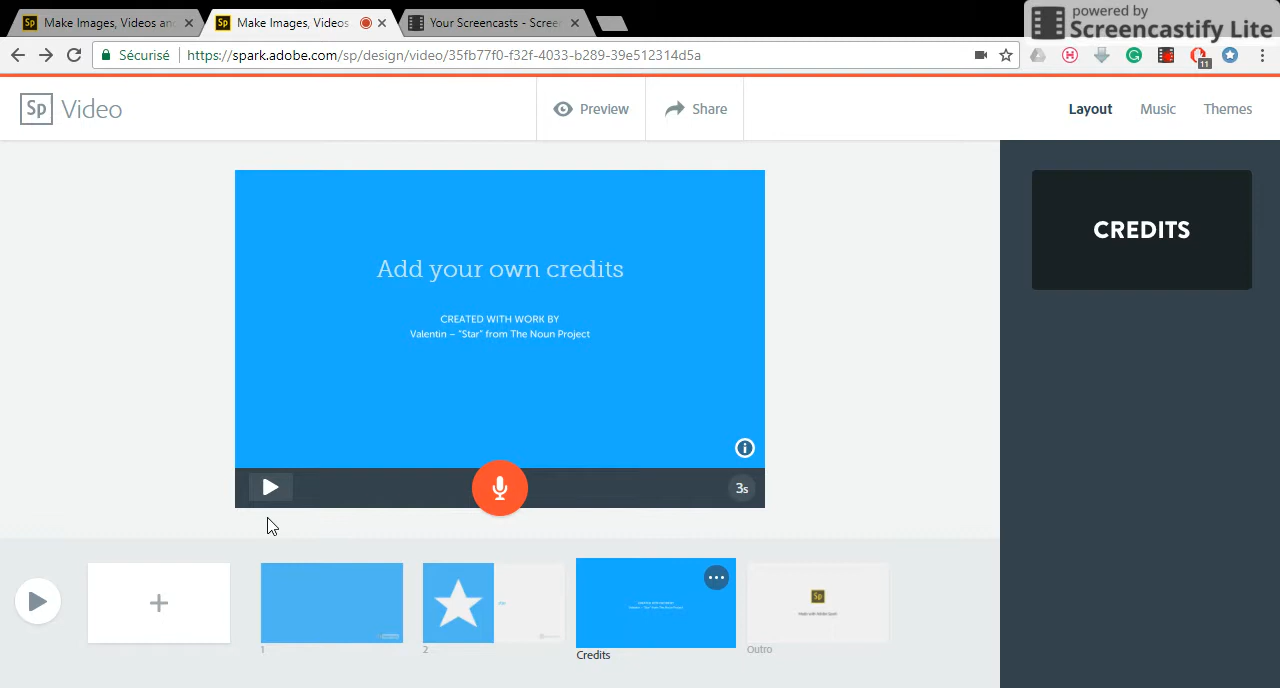 Make Images, Videos an
Make Images, Videos
Your Screencasts - Scree
powered by
Screencastify Lite
Sécurisé
https://spark.adobe.com/sp/design/video/35fb77f0-f32f-4033-b289-39e512314d5a
11
Sp Video
Preview
Share
Layout
Music
Themes
Add your own credits
CREATED WITH WORK BY
Valentin – "Star" from The Noun Project
CREDITS
3s
1
2
Credits
Sp
Outro